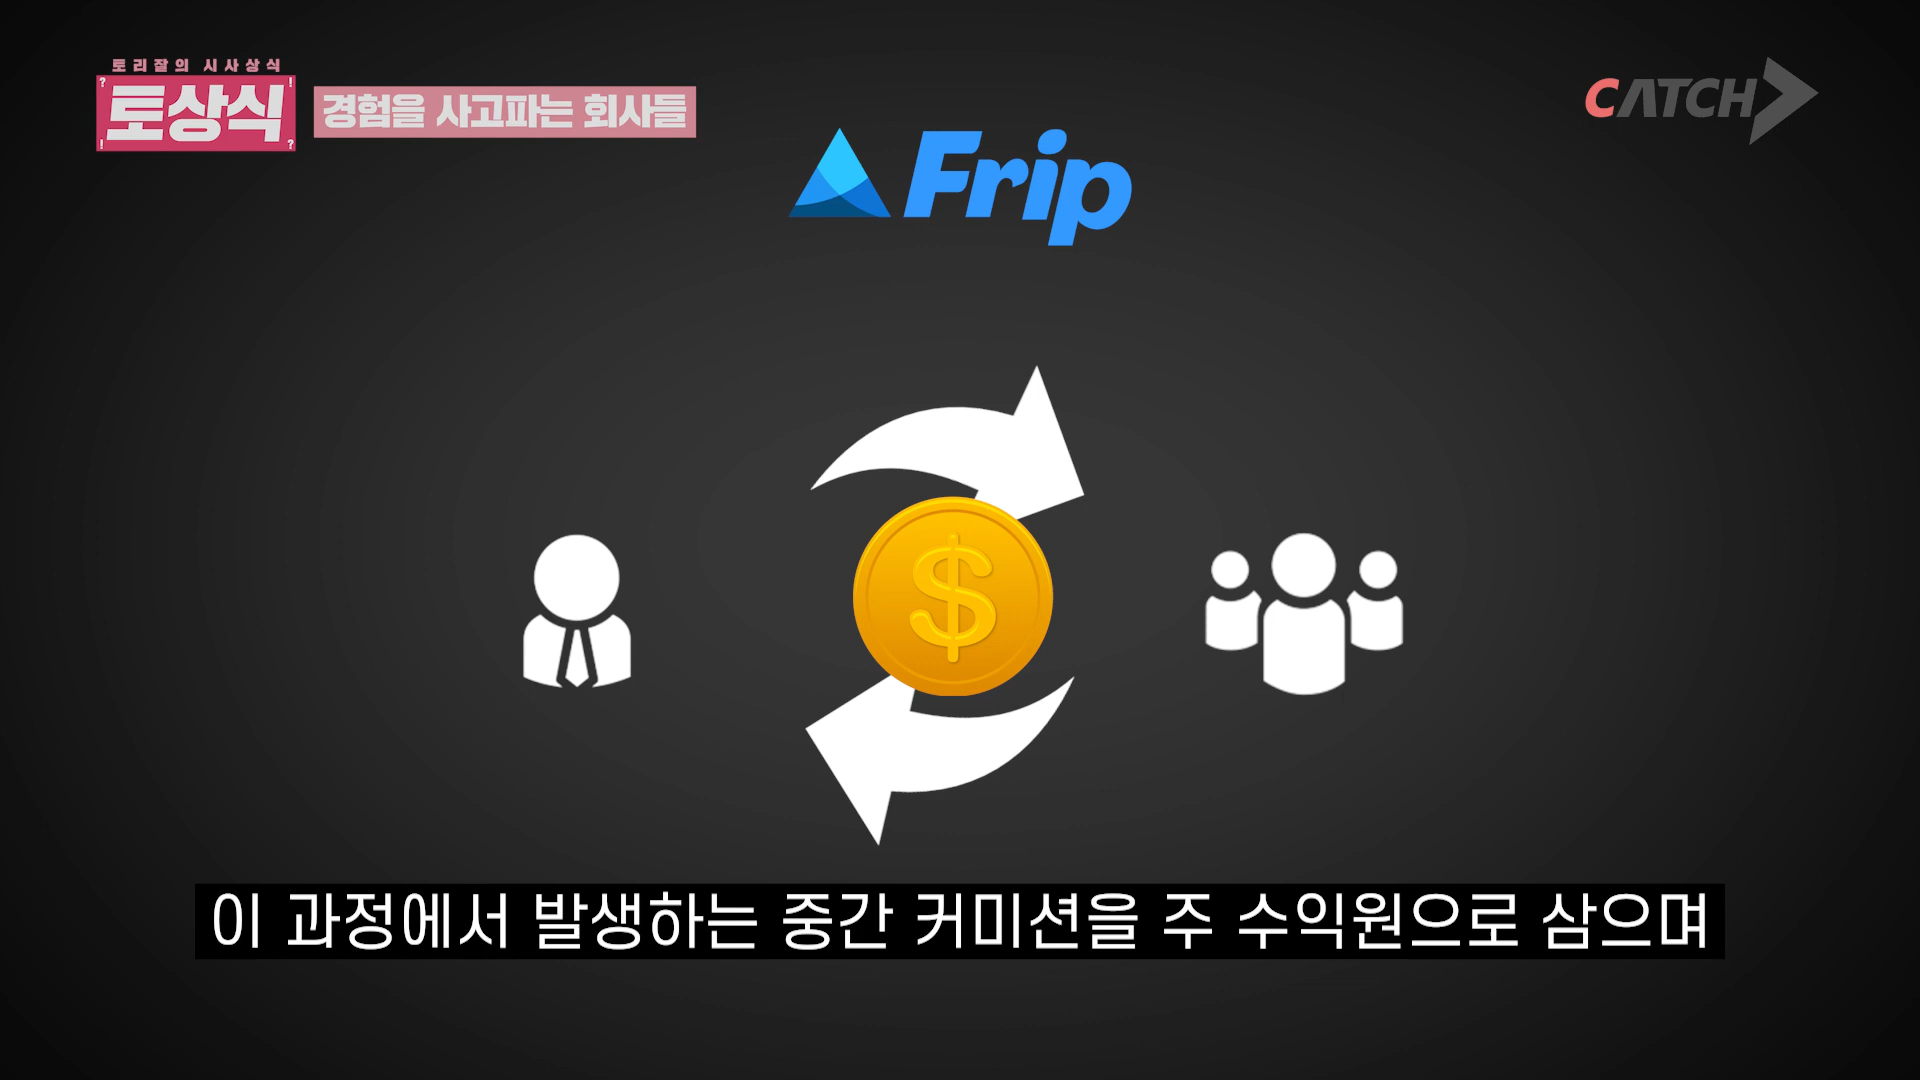 토리잘의 시사상식
토상식
경험을 사고파는 회사들
CATCH
Frip
$
이 과정에서 발생하는 중간 커미션을 주 수익원으로 삼으며